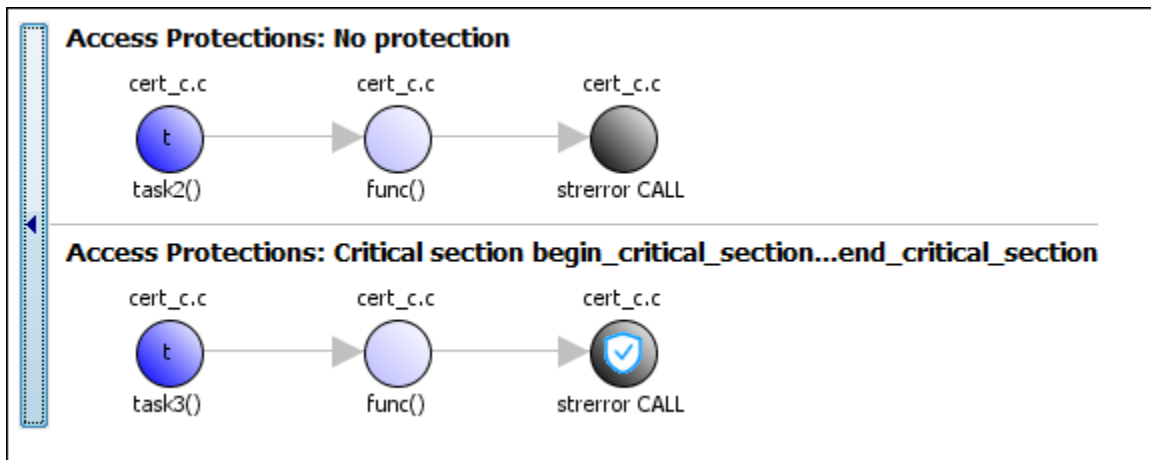 Access Protections: No protection
cert_c.c cert_c.c cert_c.c
t
task2() func() strerror CALL
Access Protections: Critical section begin_critical_section...end_critical_section
cert_c.c cert_c.c cert_c.c
t
task3() func() strerror CALL